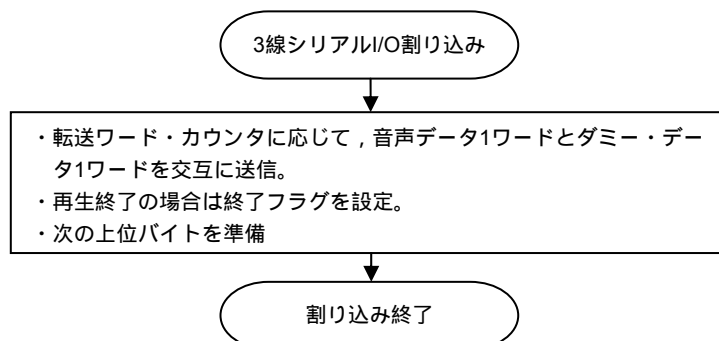 3線シリアルI/O割り込み
・転送ワード・カウンタに応じて，音声データ1ワードとダミー・デー
タ1ワードを交互に送信。
・再生終了の場合は終了フラグを設定。
・次の上位バイトを準備
割り込み終了